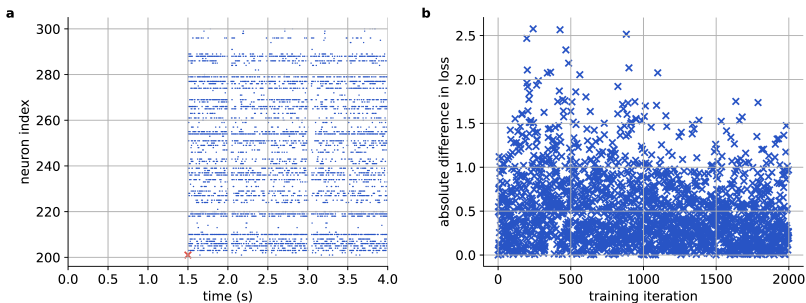 a
neuron index
300
280
260
240
220
200
0.0 0.5 1.0 1.5 2.0 2.5 3.0 3.5 4.0
time (s)
b
absolute difference in loss
2.5
2.0
1.5
1.0
0.5
0.0
0 500 1000 1500 2000
training iteration